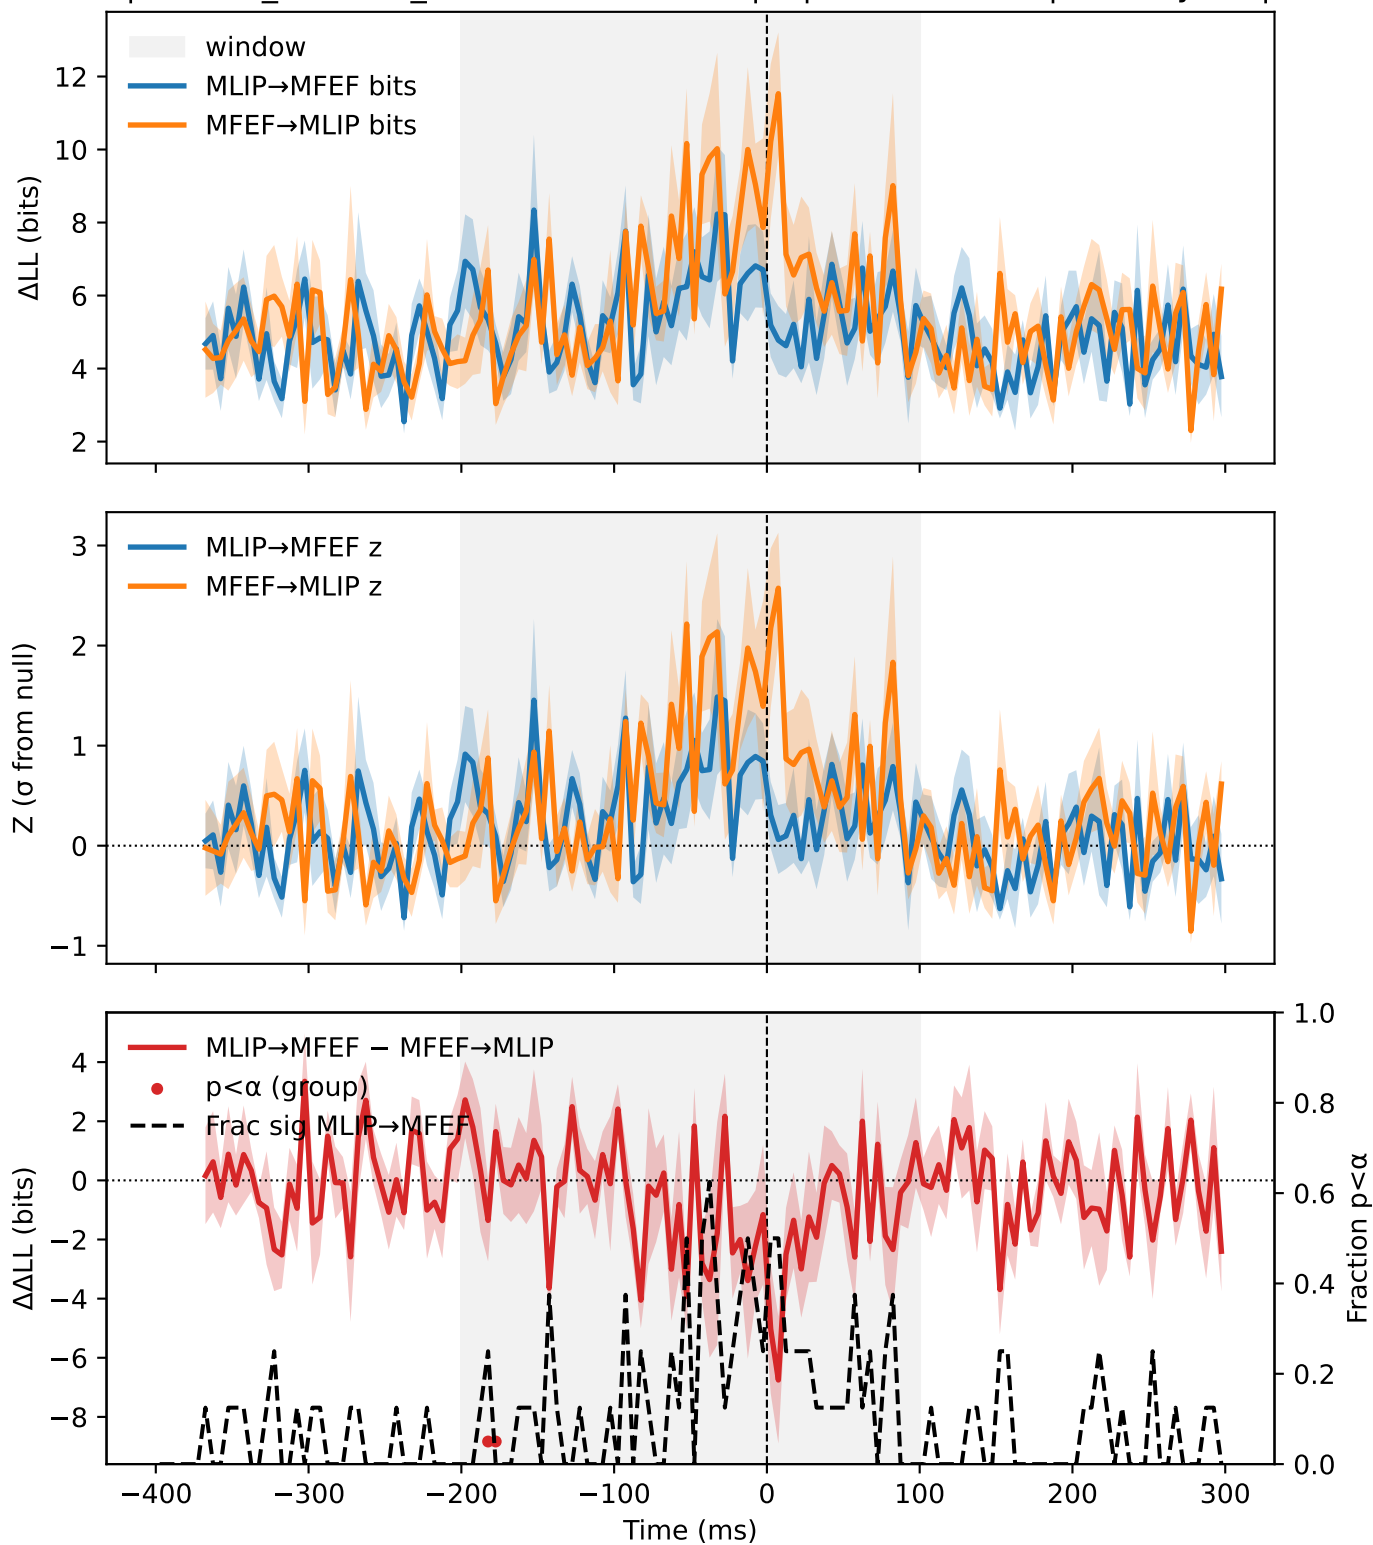 window
MLIP→MFEF bits
MFEF→MLIP bits
12
10
8
6
4
2
ΔLL (bits)
MLIP→MFEF z
MFEF→MLIP z
3
2
1
0
−1
Z (σ from null)
MLIP→MFEF − MFEF→MLIP
p<α (group)
Frac sig MLIP→MFEF
4
2
0
−2
−4
−6
−8
ΔΔLL (bits)
1.0
0.8
0.6
0.4
0.2
0.0
Fraction p<α
−400 −300 −200 −100 0 100 200 300
Time (ms)